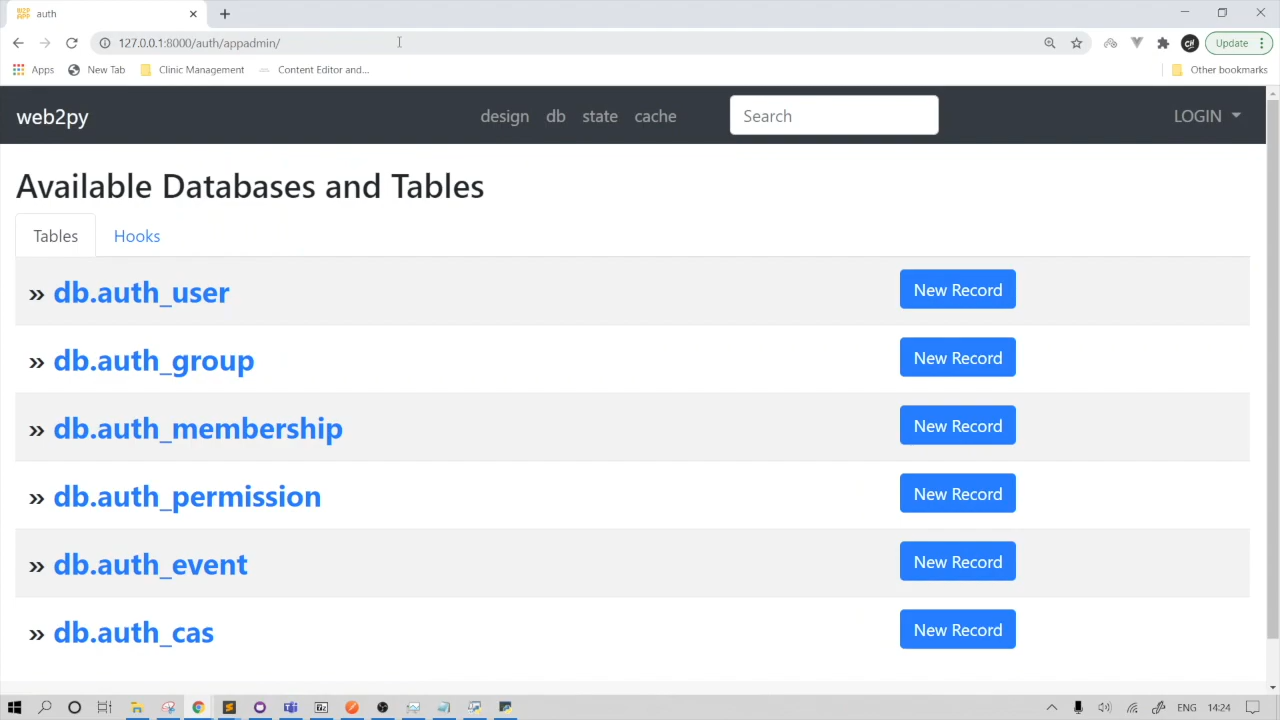 auth
127.0.0.1:8000/auth/appadmin/
Update
Apps
New Tab
Clinic Management
Content Editor and...
Other bookmarks
web2py
design
db
state
cache
Search
LOGIN
Available Databases and Tables
Tables
Hooks
» db.auth_user
New Record
» db.auth_group
New Record
» db.auth_membership
New Record
» db.auth_permission
New Record
» db.auth_event
New Record
» db.auth_cas
New Record
ENG
14:24